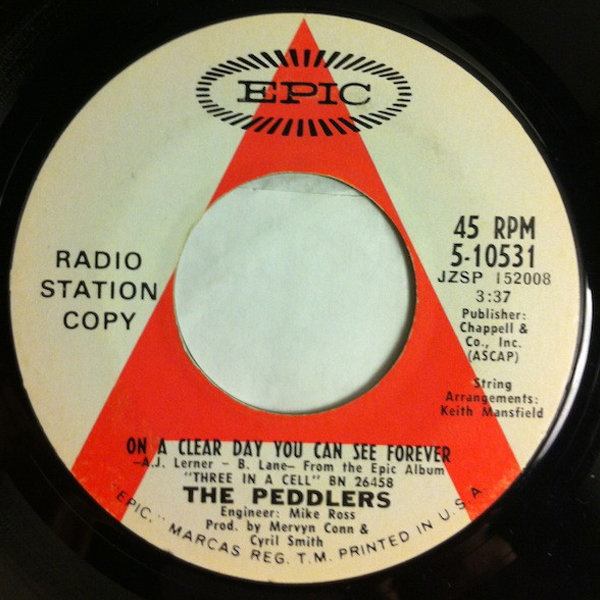 EPIC
RADIO
STATION
COPY
45 RPM
5-10531
JZSP 152008
3:37
Publisher:
Chappell &
Co., Inc.
(ASCAP)
String
Arrangements:
Keith Mansfield
ON A CLEAR DAY YOU CAN SEE FOREVER
-A.J. Lerner - B. Lane- From the Epic Album
"THREE IN A CELL" BN 26458
THE PEDDLERS
Engineer: Mike Ross
Prod. by Mervyn Conn &
Cyril Smith
"EPIC," MARCAS REG. T.M. PRINTED IN U.S.A